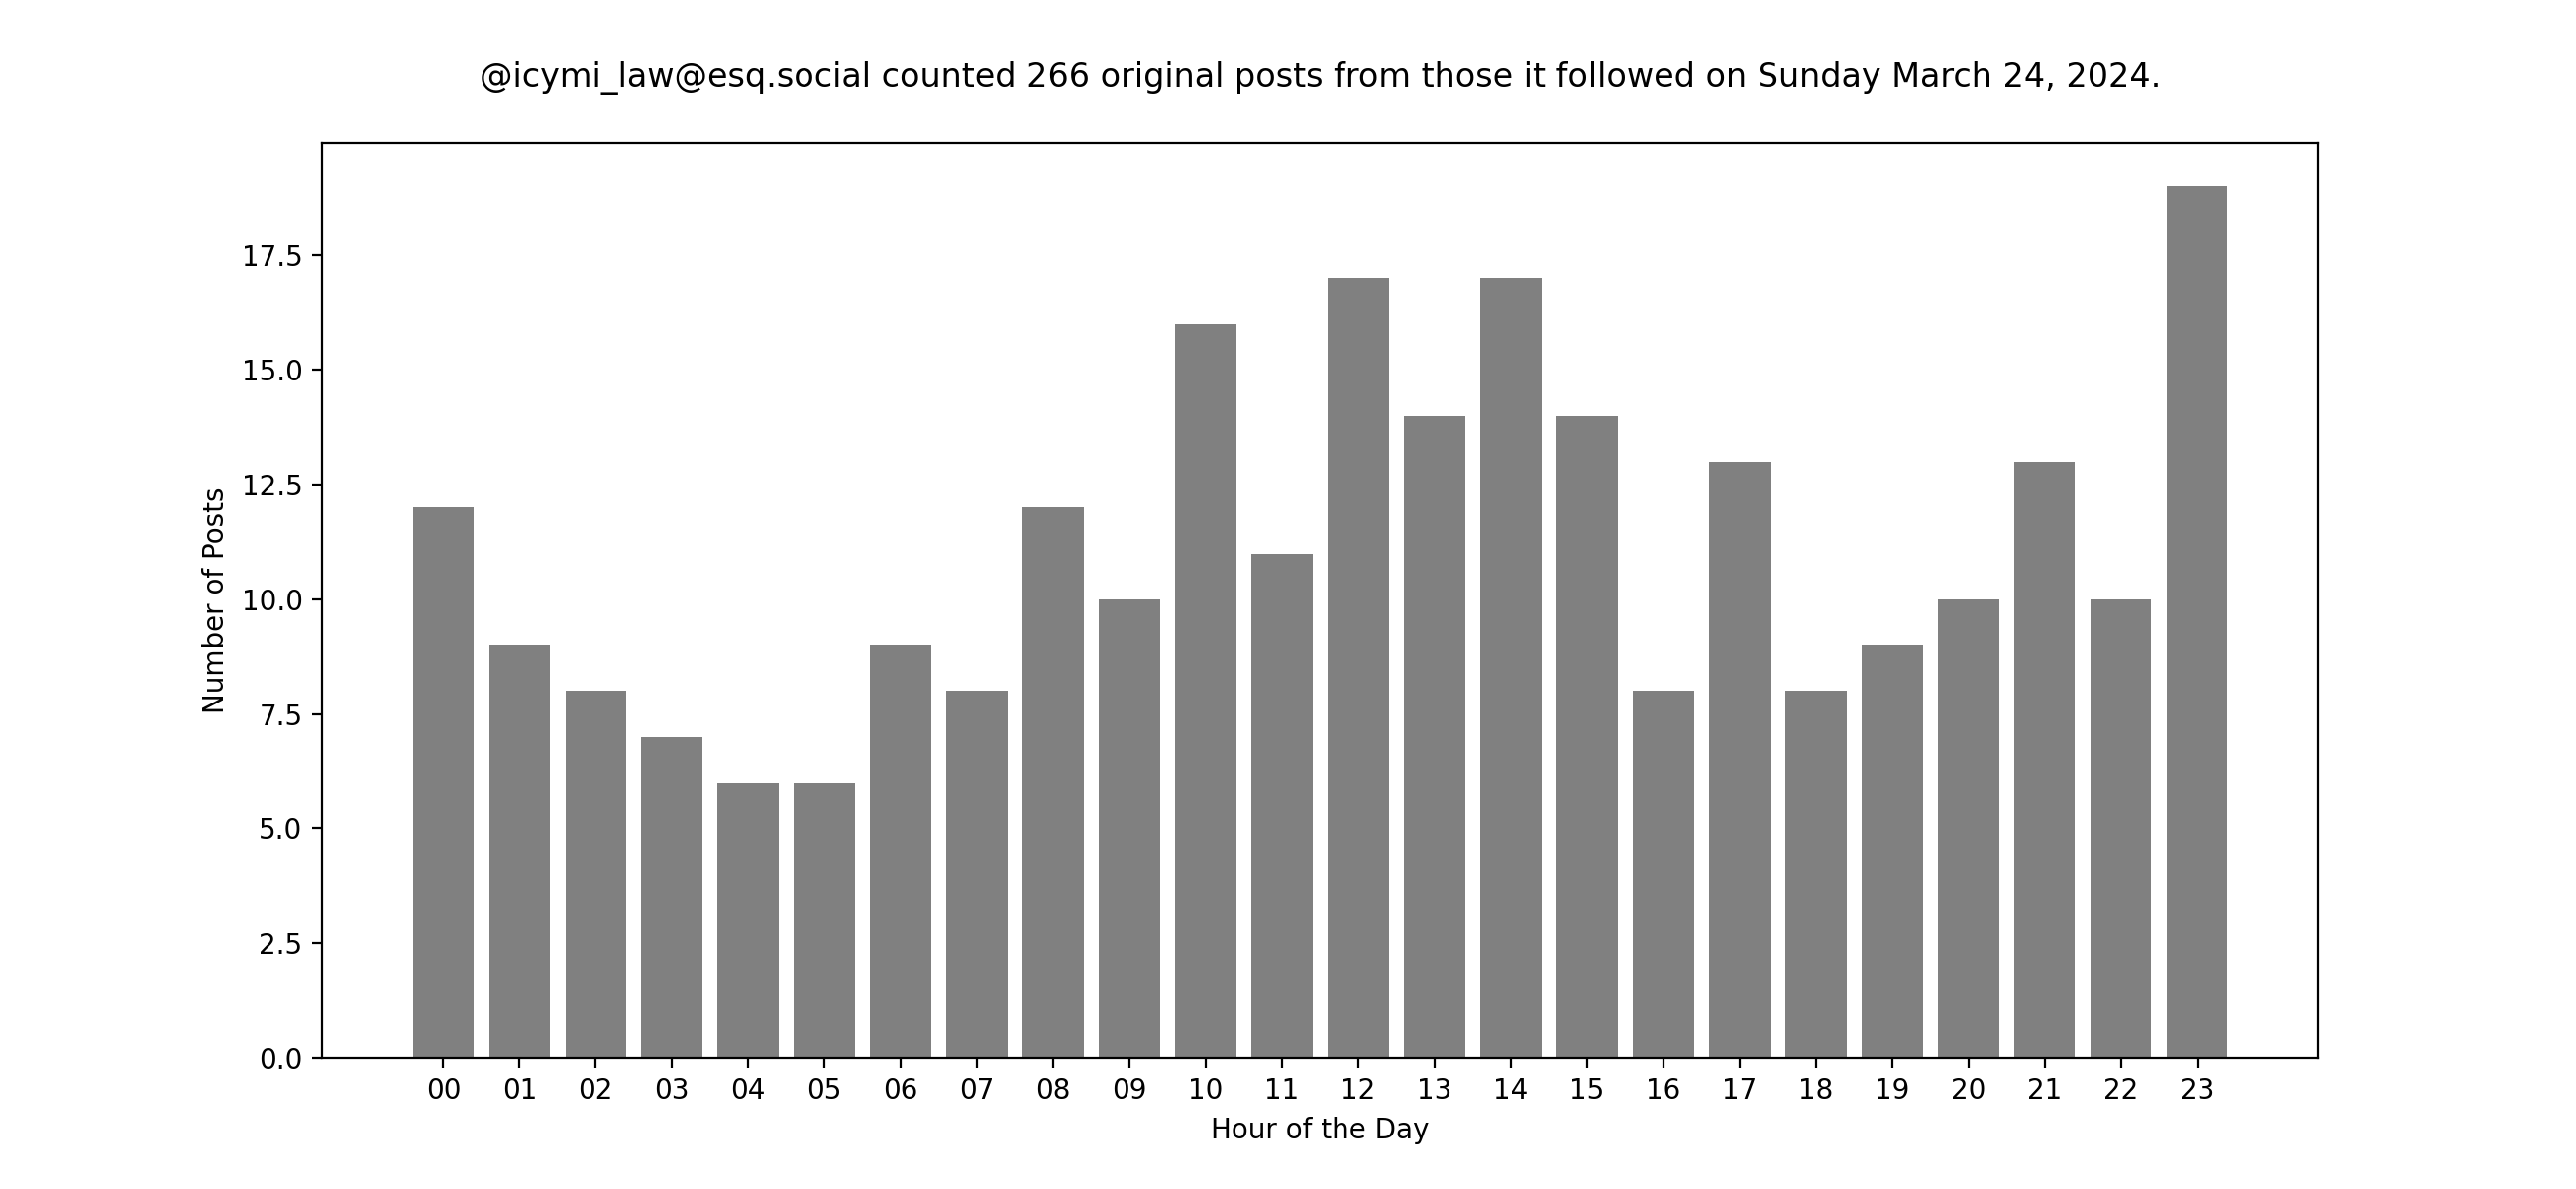 @icymi_law@esq.social counted 266 original posts from those it followed on Sunday March 24, 2024.
Number of Posts
17.5
15.0
12.5
10.0
7.5
5.0
2.5
0.0
00 01 02 03 04 05 06 07 08 09 10 11 12 13 14 15 16 17 18 19 20 21 22 23
Hour of the Day